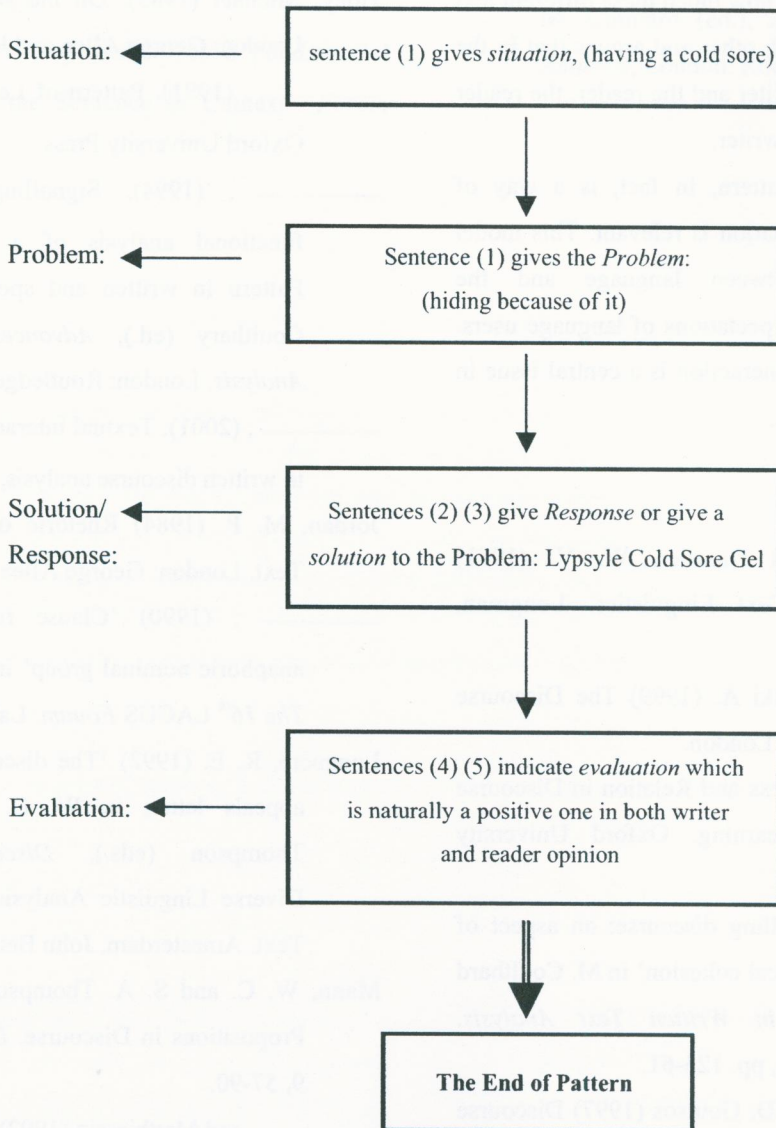 Situation:
sentence (1) gives situation, (having a cold sore)
Problem:
Sentence (1) gives the Problem:
(hiding because of it)
Solution/
Response:
Sentences (2) (3) give Response or give a
solution to the Problem: Lypsyle Cold Sore Gel
Evaluation:
Sentences (4) (5) indicate evaluation which
is naturally a positive one in both writer
and reader opinion
The End of Pattern